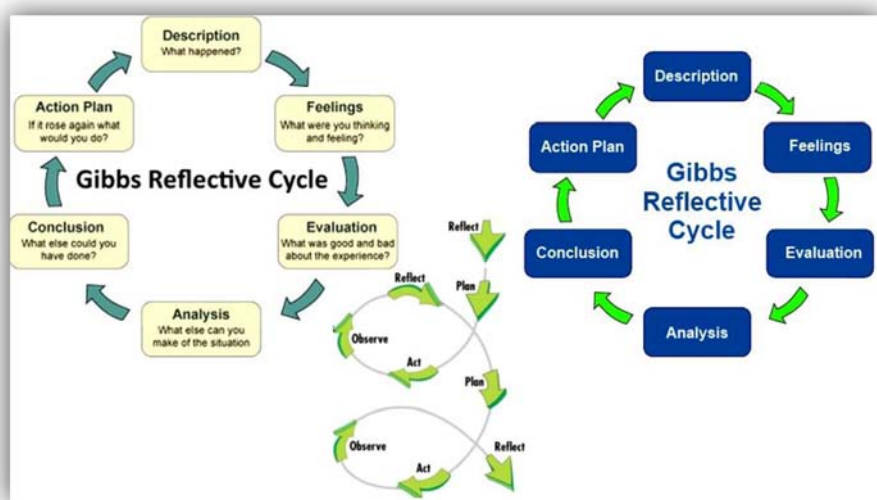 Description
What happened?
Feelings
What were you thinking
and feeling?
Evaluation
What was good and bad
about the experience?
Analysis
What else can you
make of the situation
Conclusion
What else could you
have done?
Action Plan
If it rose again what
would you do?
Gibbs Reflective Cycle
Reflect
Plan
Act
Observe
Reflect
Plan
Act
Observe
Reflect
Description
Feelings
Evaluation
Analysis
Conclusion
Action Plan
Gibbs
Reflective
Cycle